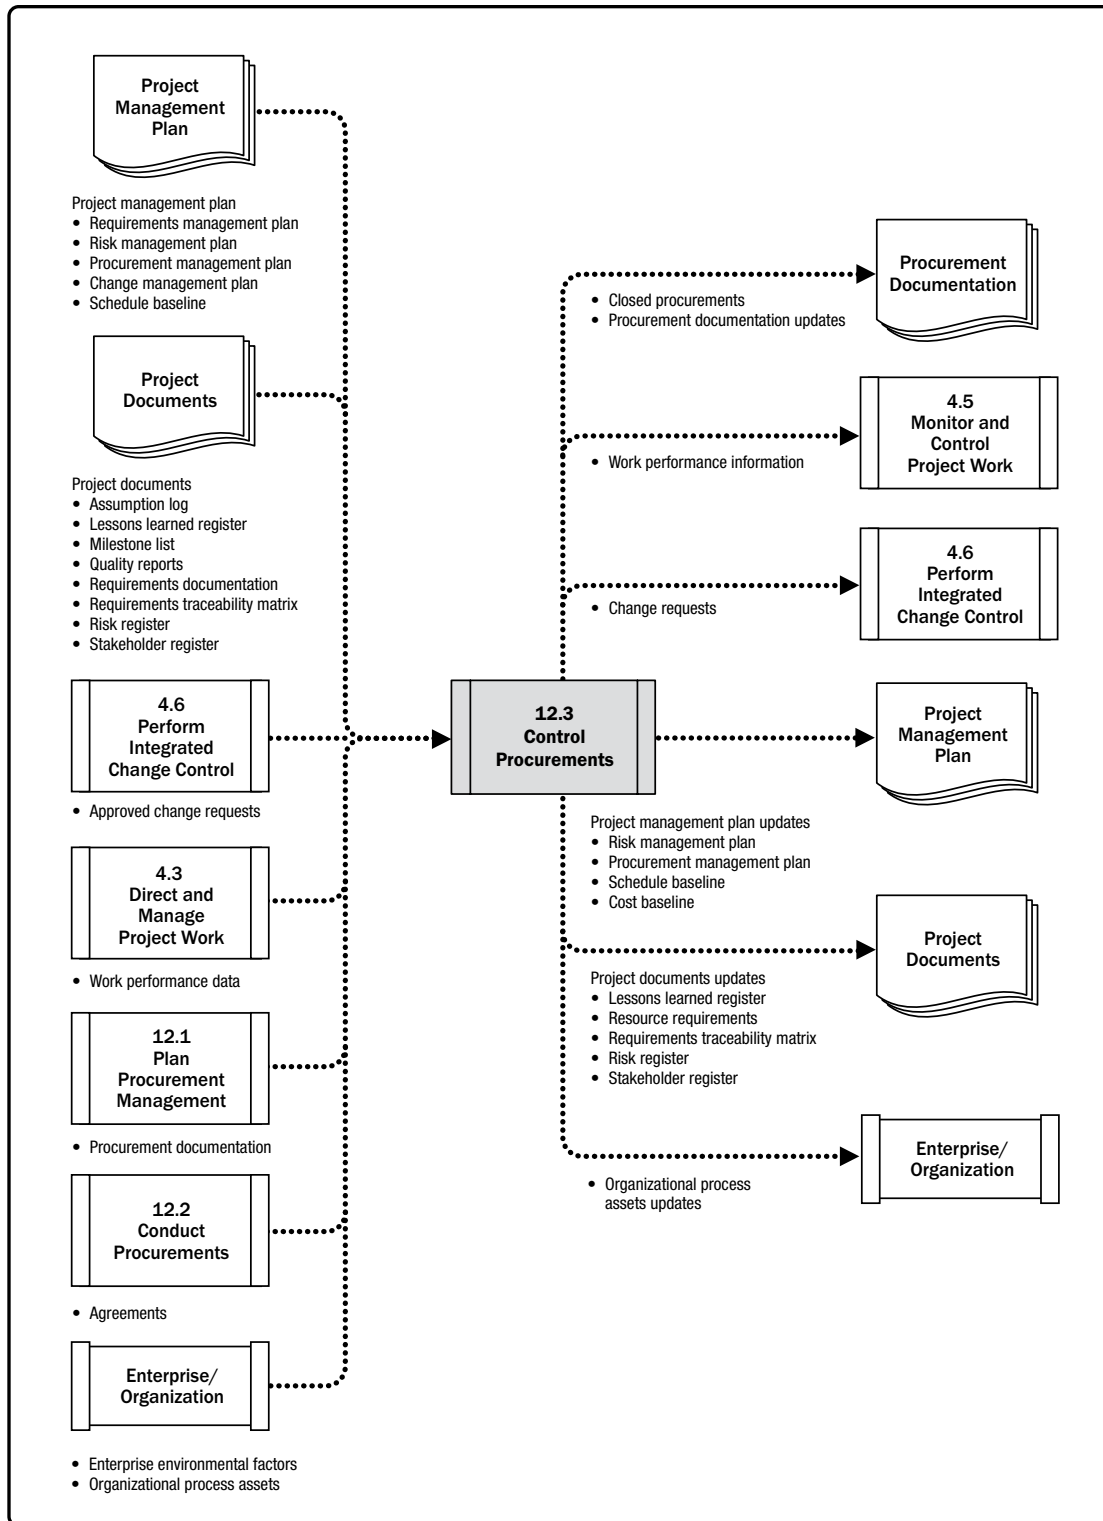 Project
Management
Plan
Project management plan
• Requirements management plan
• Risk management plan
• Procurement management plan
• Change management plan
• Schedule baseline
Project
Documents
Project documents
• Assumption log
• Lessons learned register
• Milestone list
• Quality reports
• Requirements documentation
• Requirements traceability matrix
• Risk register
• Stakeholder register
4.6
Perform
Integrated
Change Control
• Approved change requests
4.3
Direct and
Manage
Project Work
• Work performance data
12.1
Plan
Procurement
Management
• Procurement documentation
12.2
Conduct
Procurements
• Agreements
Enterprise/
Organization
• Enterprise environmental factors
• Organizational process assets
12.3
Control
Procurements
Procurement
Documentation
• Closed procurements
• Procurement documentation updates
4.5
Monitor and
Control
Project Work
• Work performance information
4.6
Perform
Integrated
Change Control
• Change requests
Project
Management
Plan
Project management plan updates
• Risk management plan
• Procurement management plan
• Schedule baseline
• Cost baseline
Project
Documents
Project documents updates
• Lessons learned register
• Resource requirements
• Requirements traceability matrix
• Risk register
• Stakeholder register
Enterprise/
Organization
• Organizational process
assets updates